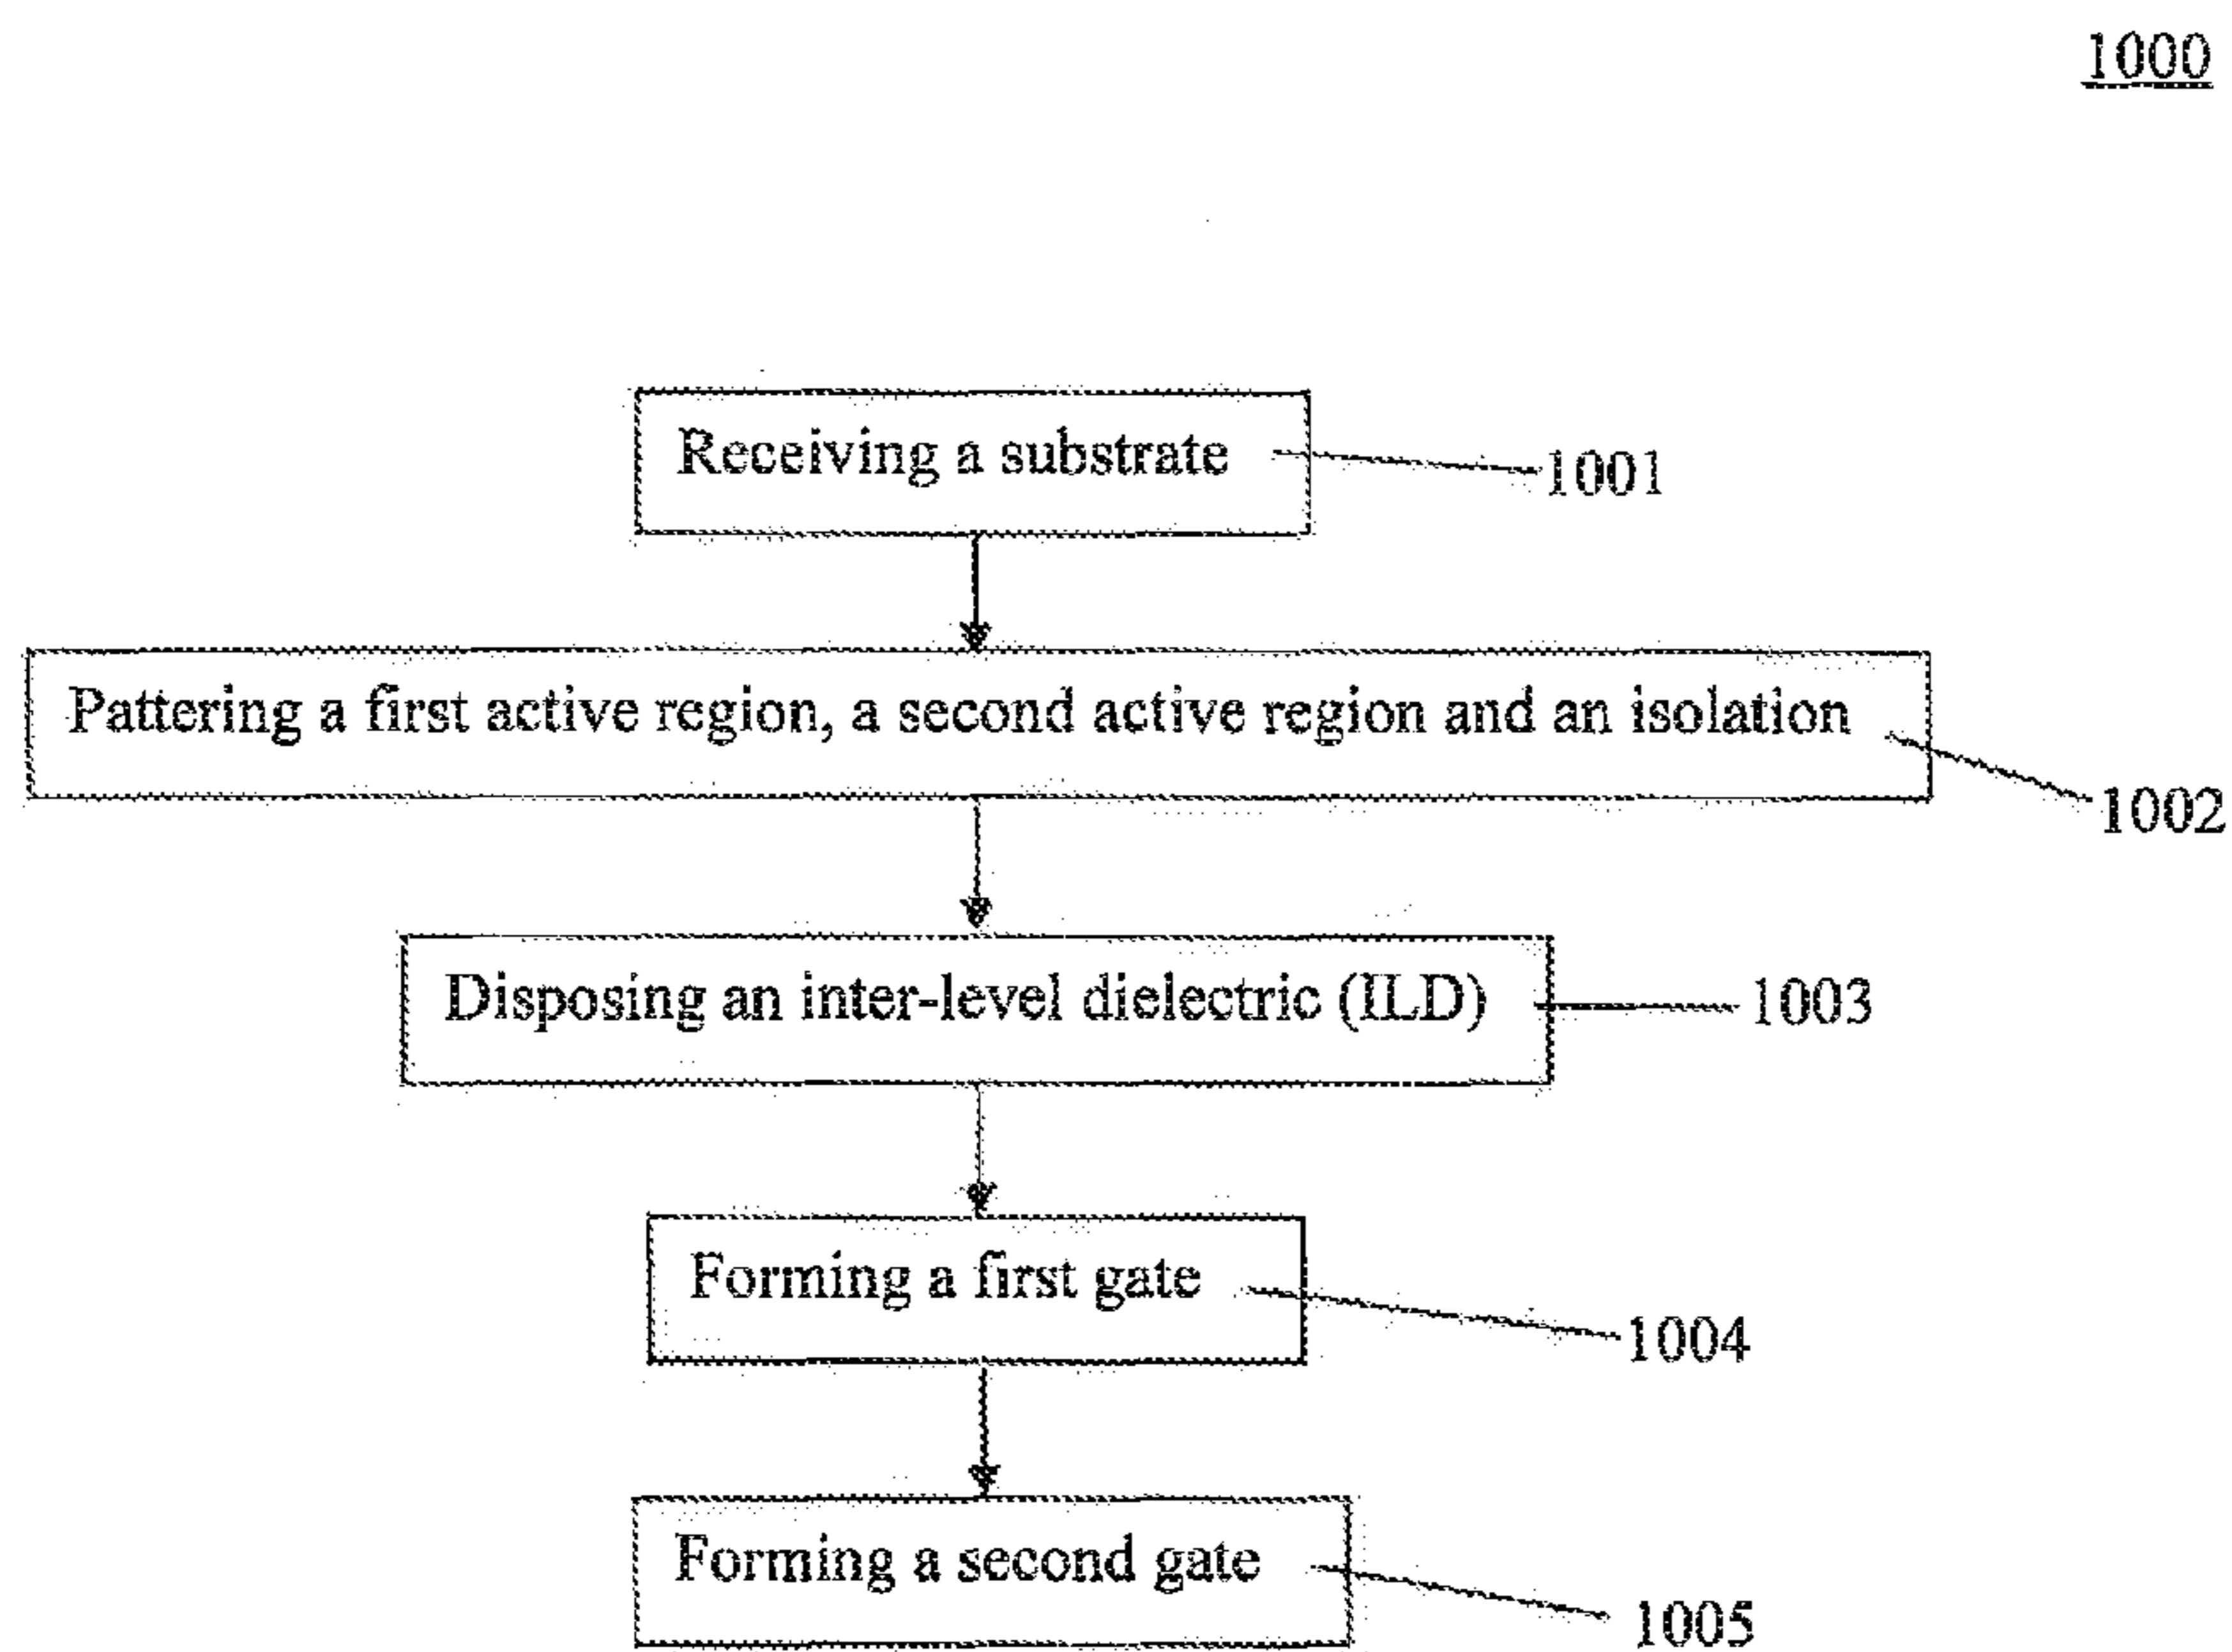 1000
Receiving a substrate
1001
Pattering a first active region, a second active region and an isolation
1002
Disposing an inter-level dielectric (ILD)
1003
Forming a first gate
1004
Forming a second gate
1005